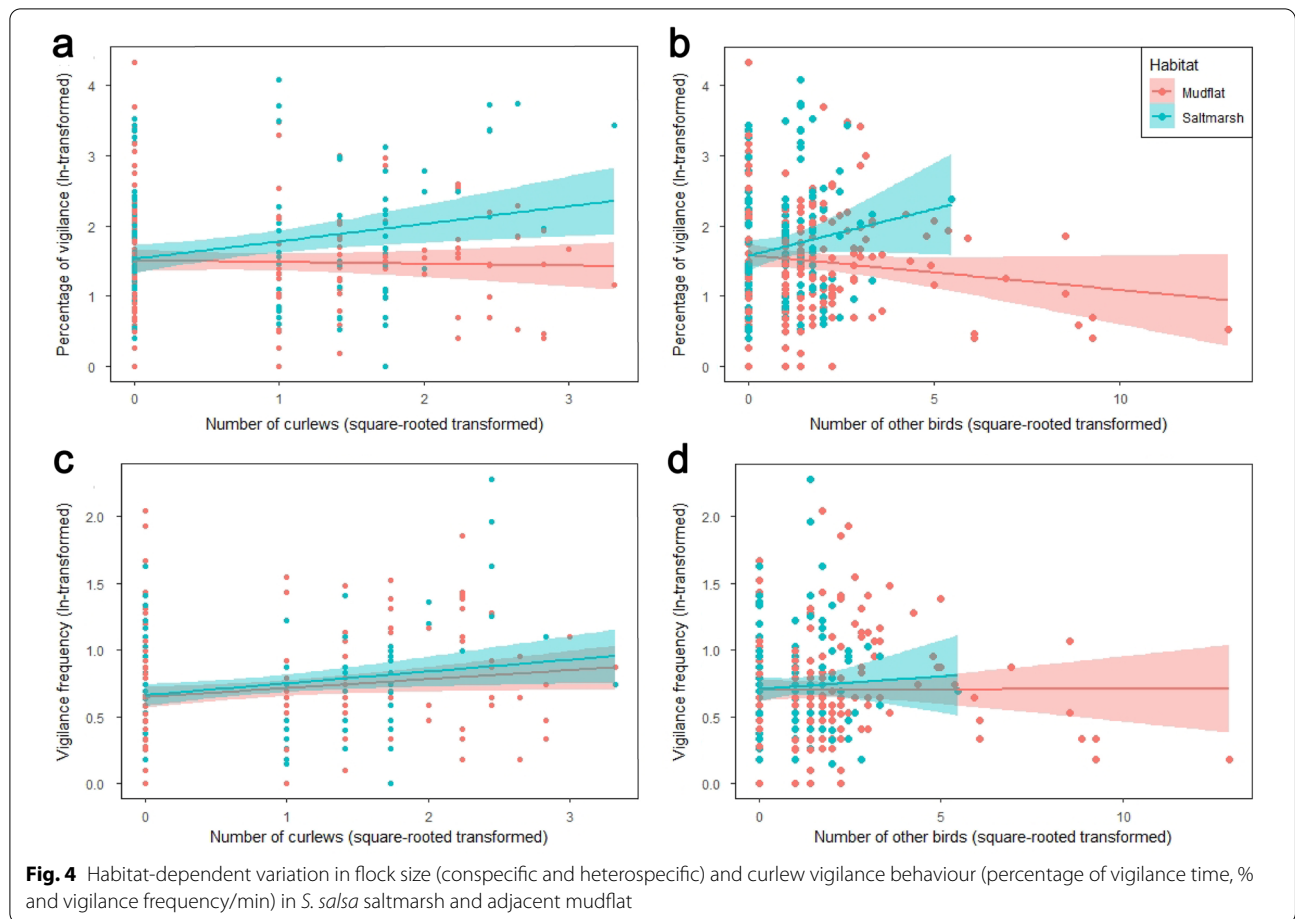 a
b
Percentage of vigilance (ln-transformed)
4
3
2
1
0
0 1 2 3
Number of curlews (square-rooted transformed)
Percentage of vigilance (ln-transformed)
4
3
2
1
0
0 5 10
Number of other birds (square-rooted transformed)
Habitat
Mudflat
Saltmarsh
c
d
Vigilance frequency (ln-transformed)
2.0
1.5
1.0
0.5
0.0
0 1 2 3
Number of curlews (square-rooted transformed)
Vigilance frequency (ln-transformed)
2.0
1.5
1.0
0.5
0.0
0 5 10
Number of other birds (square-rooted transformed)
Fig. 4 Habitat-dependent variation in flock size (conspecific and heterospecific) and curlew vigilance behaviour (percentage of vigilance time, %
and vigilance frequency/min) in S. salsa saltmarsh and adjacent mudflat